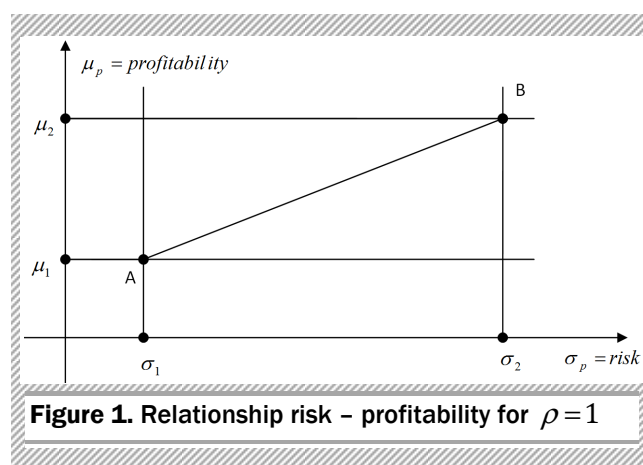 μp = profitability
B
μ2
μ1
A
σ1
σ2
σp = risk
Figure 1. Relationship risk – profitability for ρ = 1